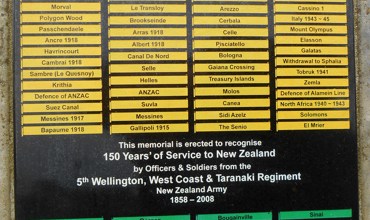 Morval Le Transloy Arezzo Cassino 1
Polygon Wood Brookseinde Cerbaia Italy 1943 - 45
Passchendaele Arras 1918 Celle Mount Olympus
Ancre 1918 Albert 1918 Pisciatello Elasson
Havrincourt Canal De Nord Bologna Galatas
Cambrai 1918 Selle Gaiana Crossing Withdrawal to Sphakia
Sambre (Le Quesnoy) Helles Treasury Islands Tobruk 1941
Krithia ANZAC Molos Zemla
Defence of ANZAC Suvla Canea Defence of Alamein Line
Suez Canal Messines Sidi Azelz North Africa 1940 - 1943
Messines 1917 Gallipoli 1915 The Senio Solomons
Bapaume 1918 El Mrier
This memorial is erected to recognise
150 Years' of Service to New Zealand
by Officers & Soldiers from the
5th Wellington, West Coast & Taranaki Regiment
New Zealand Army
1858 – 2008
Bougainville Sinai